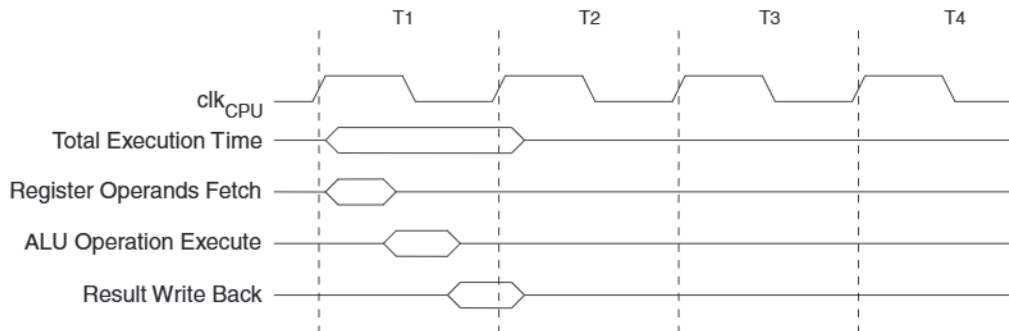 T1 T2 T3 T4
clkCPU
Total Execution Time
Register Operands Fetch
ALU Operation Execute
Result Write Back